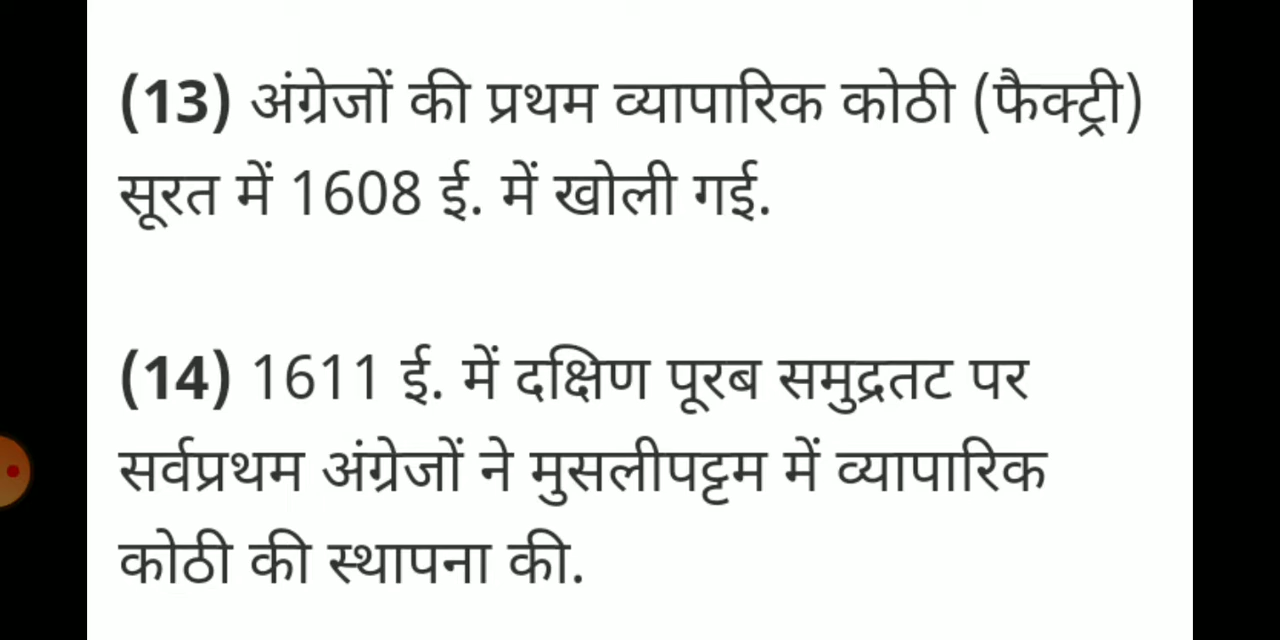 (13) अंग्रेजों की प्रथम व्यापारिक कोठी (फैक्ट्री)
सूरत में 1608 ई. में खोली गई.
(14) 1611 ई. में दक्षिण पूरब समुद्रतट पर
सर्वप्रथम अंग्रेजों ने मुसलीपट्टम में व्यापारिक
कोठी की स्थापना की.